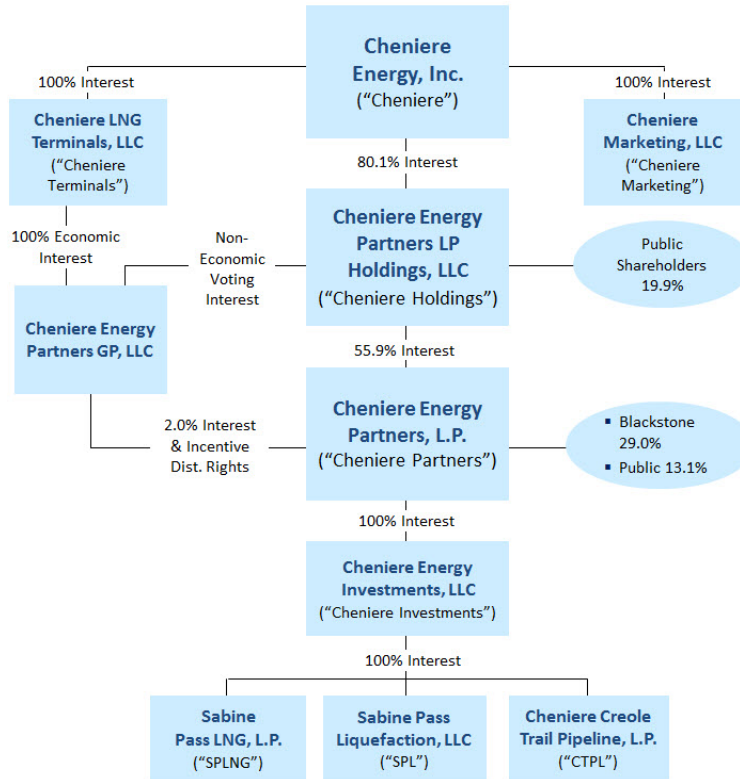 Cheniere
Energy, Inc.
(“Cheniere”)
100% Interest
100% Interest
Cheniere LNG
Terminals, LLC
(“Cheniere
Terminals”)
Cheniere
Marketing, LLC
(“Cheniere
Marketing”)
80.1% Interest
100% Economic
Interest
Non-
Economic
Voting
Interest
Cheniere Energy
Partners LP
Holdings, LLC
(“Cheniere Holdings”)
Public
Shareholders
19.9%
Cheniere Energy
Partners GP, LLC
55.9% Interest
2.0% Interest
& Incentive
Dist. Rights
Cheniere Energy
Partners, L.P.
(“Cheniere Partners”)
▪ Blackstone
29.0%
▪ Public 13.1%
100% Interest
Cheniere Energy
Investments, LLC
(“Cheniere Investments”)
100% Interest
Sabine
Pass LNG, L.P.
(“SPLNG”)
Sabine Pass
Liquefaction, LLC
(“SPL”)
Cheniere Creole
Trail Pipeline, L.P.
(“CTPL”)